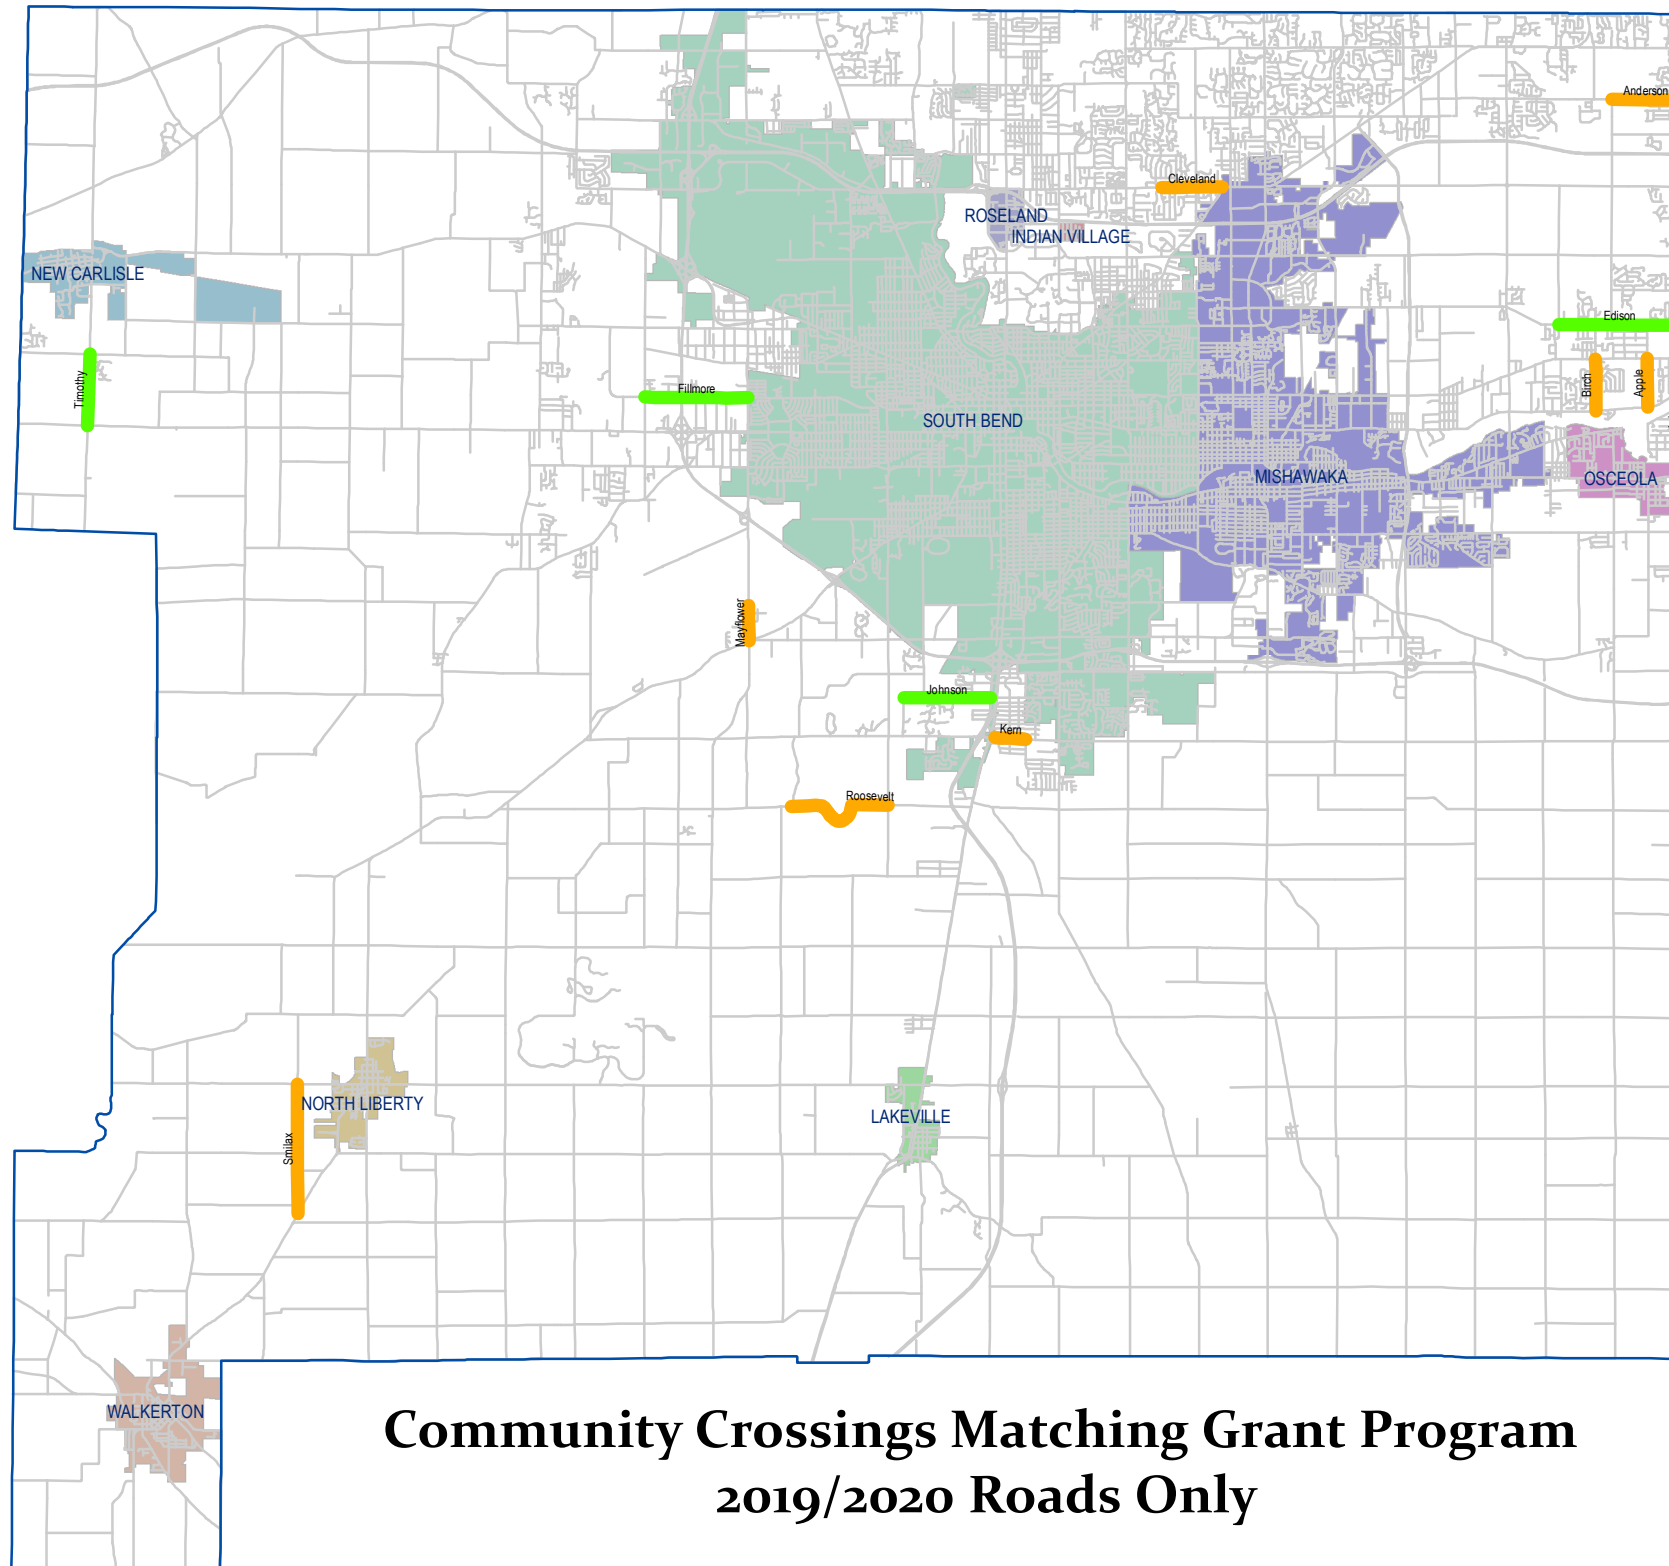 Anderson
Cleveland
ROSELAND
INDIAN VILLAGE
NEW CARLISLE
Edison
Timothy
Fillmore
Birch
Apple
SOUTH BEND
MISHAWAKA
OSCEOLA
Mayflower
Johnson
Kern
Roosevelt
NORTH LIBERTY
LAKEVILLE
Smilax
WALKERTON
Community Crossings Matching Grant Program
2019/2020 Roads Only